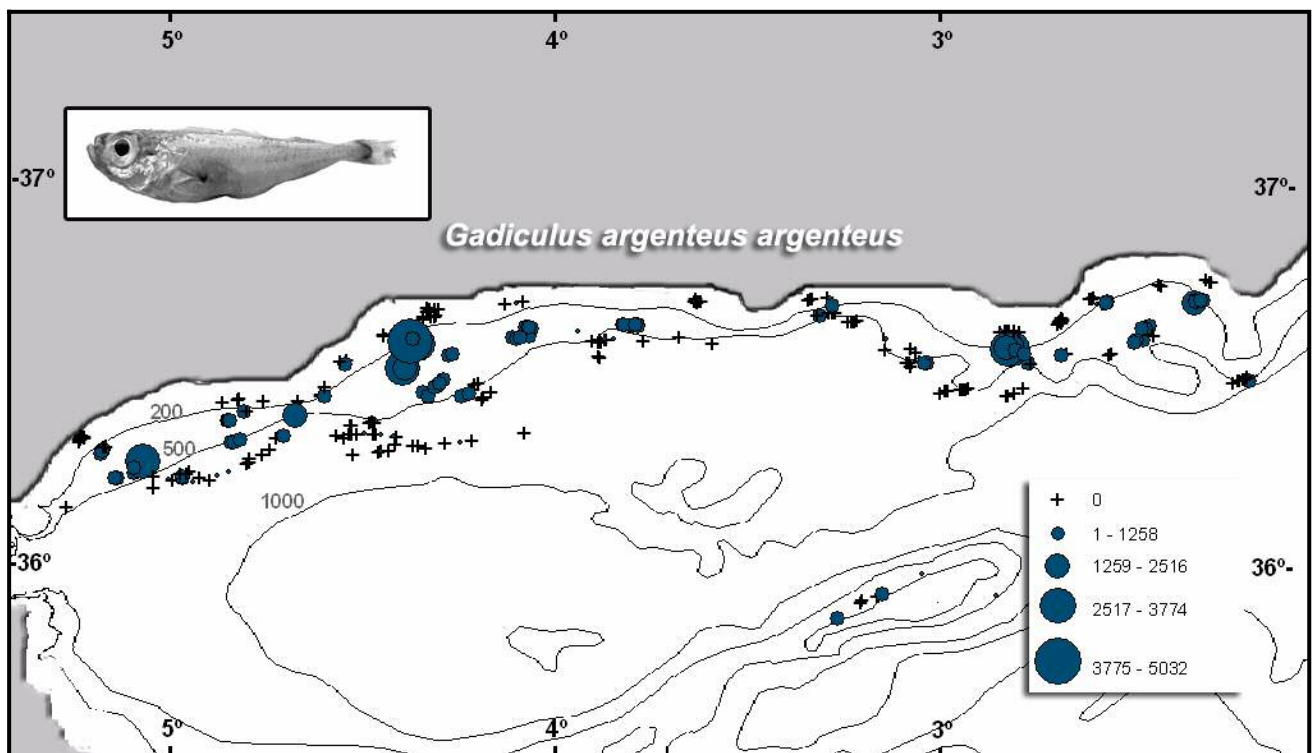 5º 4º 3º
-37º 37º-
Gadiculus argenteus argenteus
200
500
1000
0
1 - 1258
1259 - 2516
-36º 36º-
2517 - 3774
3775 - 5032
5º 4º 3º